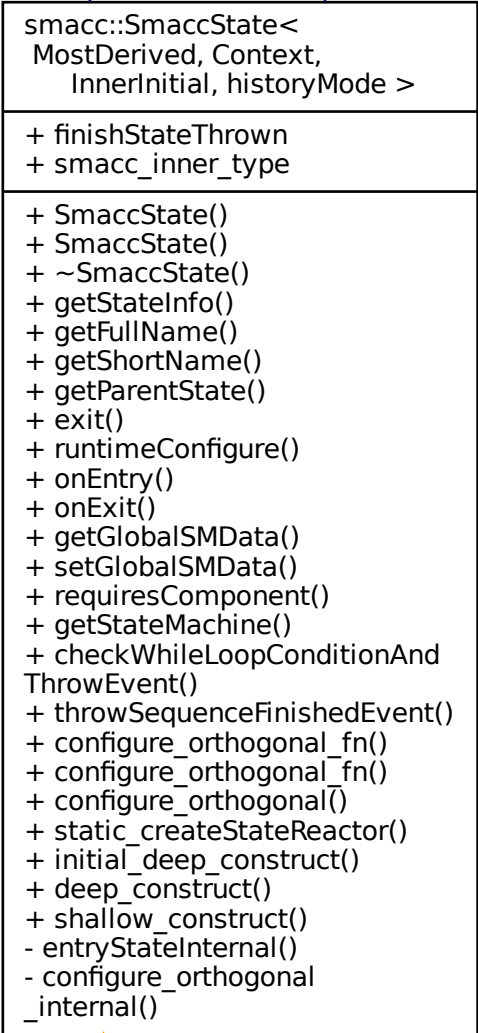 smacc::SmaccState<
MostDerived, Context,
InnerInitial, historyMode >
+ finishStateThrown
+ smacc_inner_type
+ SmaccState()
+ SmaccState()
+ ~SmaccState()
+ getStateInfo()
+ getFullName()
+ getShortName()
+ getParentState()
+ exit()
+ runtimeConfigure()
+ onEntry()
+ onExit()
+ getGlobalSMData()
+ setGlobalSMData()
+ requiresComponent()
+ getStateMachine()
+ checkWhileLoopConditionAnd
ThrowEvent()
+ throwSequenceFinishedEvent()
+ configure_orthogonal_fn()
+ configure_orthogonal_fn()
+ configure_orthogonal()
+ static_createStateReactor()
+ initial_deep_construct()
+ deep_construct()
+ shallow_construct()
- entryStateInternal()
- configure_orthogonal
_internal()